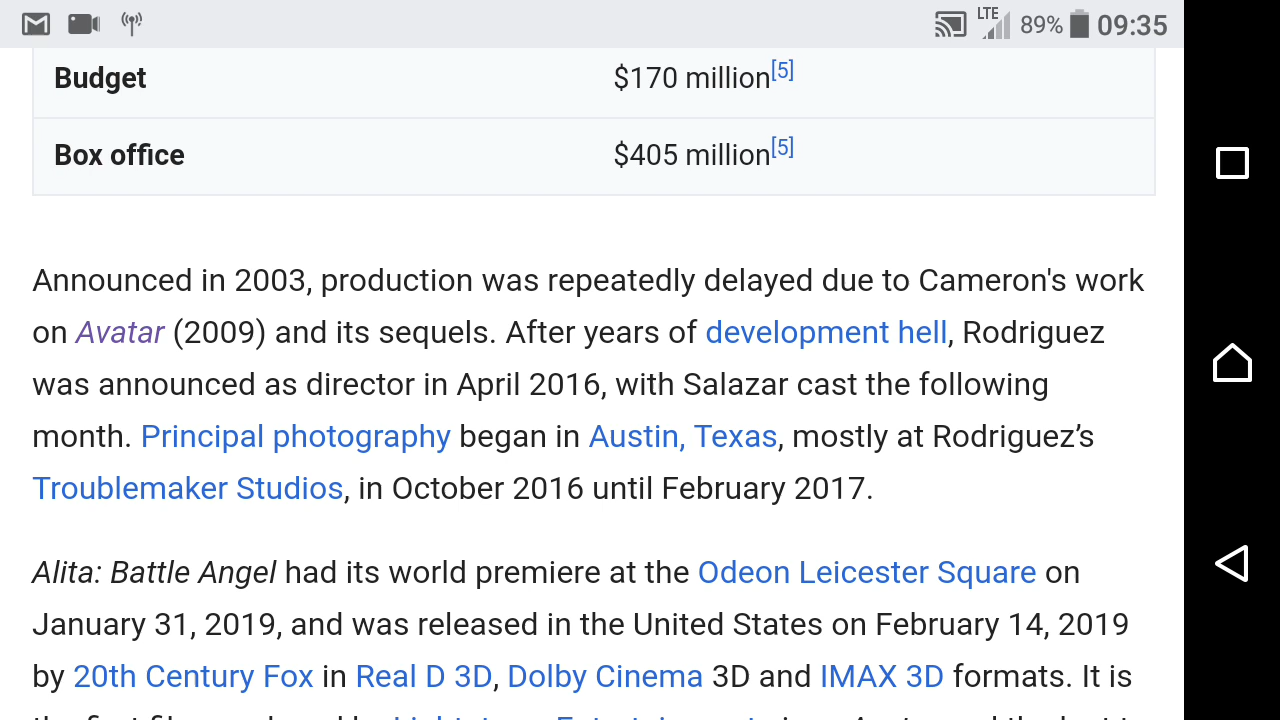 LTE 89% 09:35
Budget $170 million[5]
Box office $405 million[5]
Announced in 2003, production was repeatedly delayed due to Cameron's work
on Avatar (2009) and its sequels. After years of development hell, Rodriguez
was announced as director in April 2016, with Salazar cast the following
month. Principal photography began in Austin, Texas, mostly at Rodriguez’s
Troublemaker Studios, in October 2016 until February 2017.
Alita: Battle Angel had its world premiere at the Odeon Leicester Square on
January 31, 2019, and was released in the United States on February 14, 2019
by 20th Century Fox in Real D 3D, Dolby Cinema 3D and IMAX 3D formats. It is